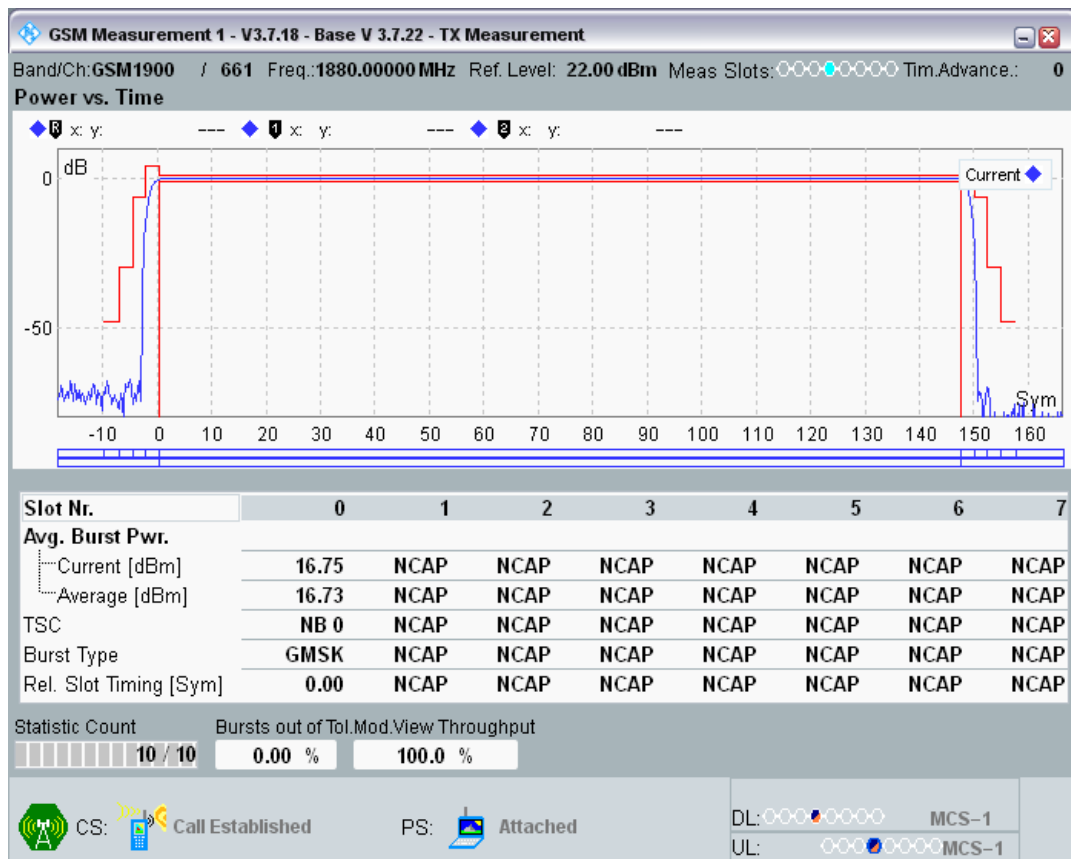 GSM Measurement 1 - V3.7.18 - Base V 3.7.22 - TX Measurement
Band/Ch:GSM1900 / 661 Freq.:1880.00000 MHz Ref. Level: 22.00 dBm Meas Slots: Tim.Advance.: 0
Power vs. Time
R x: y: --- 1 x: y: --- 2 x: y: ---
dB
Current
0
-50
Sym
-10 0 10 20 30 40 50 60 70 80 90 100 110 120 130 140 150 160
Slot Nr. 0 1 2 3 4 5 6 7
Avg. Burst Pwr.
Current [dBm] 16.75 NCAP NCAP NCAP NCAP NCAP NCAP NCAP
Average [dBm] 16.73 NCAP NCAP NCAP NCAP NCAP NCAP NCAP
TSC NB 0 NCAP NCAP NCAP NCAP NCAP NCAP NCAP
Burst Type GMSK NCAP NCAP NCAP NCAP NCAP NCAP NCAP
Rel. Slot Timing [Sym] 0.00 NCAP NCAP NCAP NCAP NCAP NCAP NCAP
Statistic Count Bursts out of Tol.Mod.View Throughput
10 / 10 0.00 % 100.0 %
CS: Call Established PS: Attached DL: MCS-1
UL: MCS-1